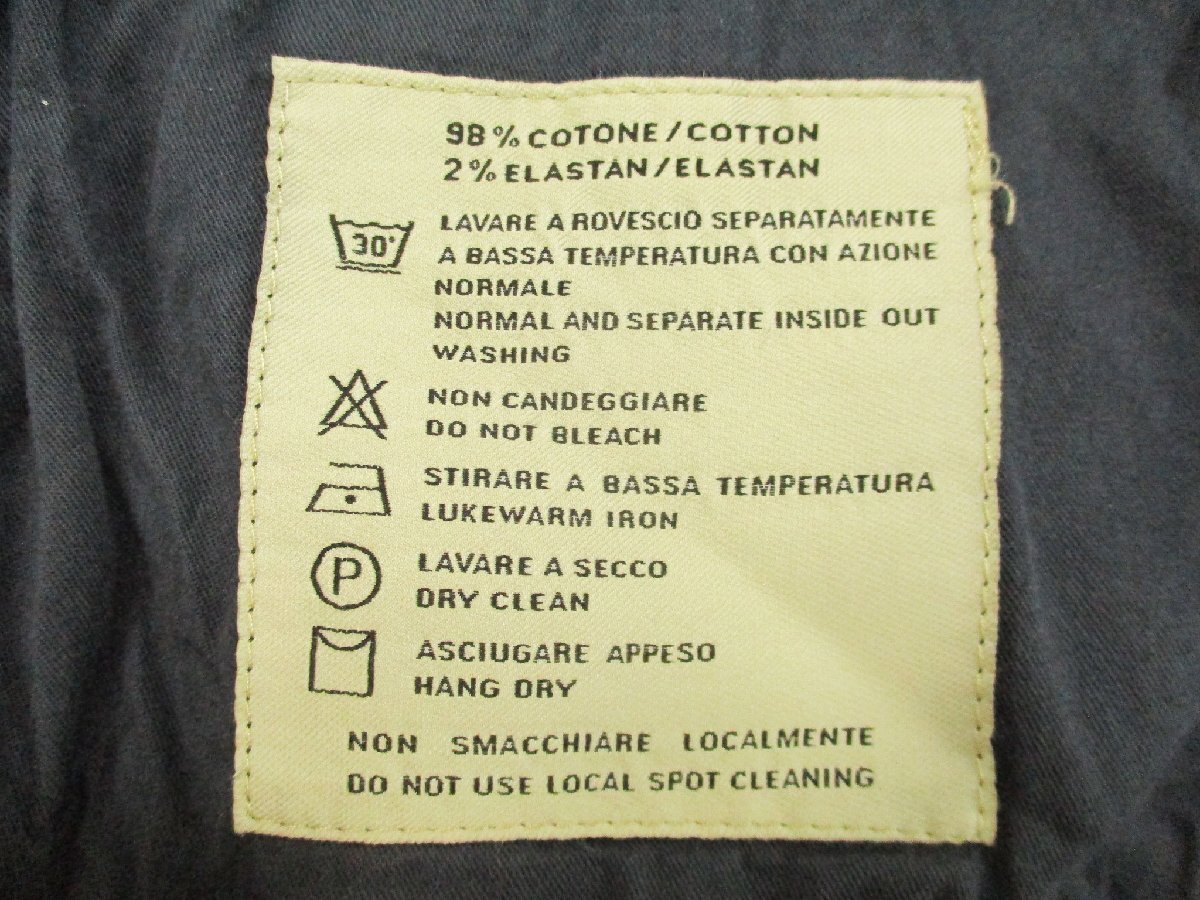 98% COTONE/COTTON
2% ELASTAN/ELASTAN
30°
LAVARE A ROVESCIO SEPARATAMENTE
A BASSA TEMPERATURA CON AZIONE
NORMALE
NORMAL AND SEPARATE INSIDE OUT
WASHING
NON CANDEGGIARE
DO NOT BLEACH
STIRARE A BASSA TEMPERATURA
LUKEWARM IRON
P
LAVARE A SECCO
DRY CLEAN
ASCIUGARE APPESO
HANG DRY
NON SMACCHIARE LOCALMENTE
DO NOT USE LOCAL SPOT CLEANING